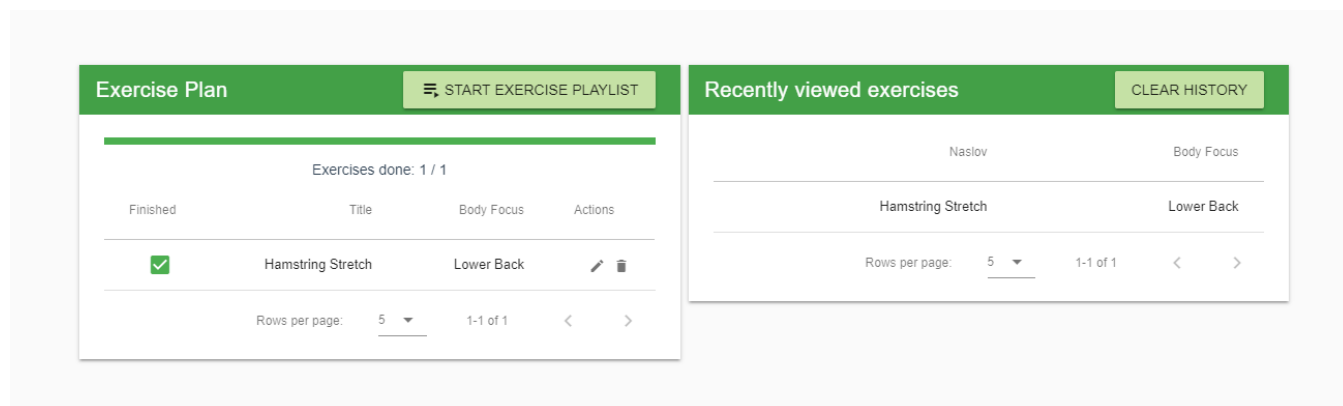 Exercise Plan
START EXERCISE PLAYLIST
Exercises done: 1 / 1
Finished Title Body Focus Actions
Hamstring Stretch Lower Back
Rows per page: 5 1-1 of 1
Recently viewed exercises
CLEAR HISTORY
Naslov Body Focus
Hamstring Stretch Lower Back
Rows per page: 5 1-1 of 1